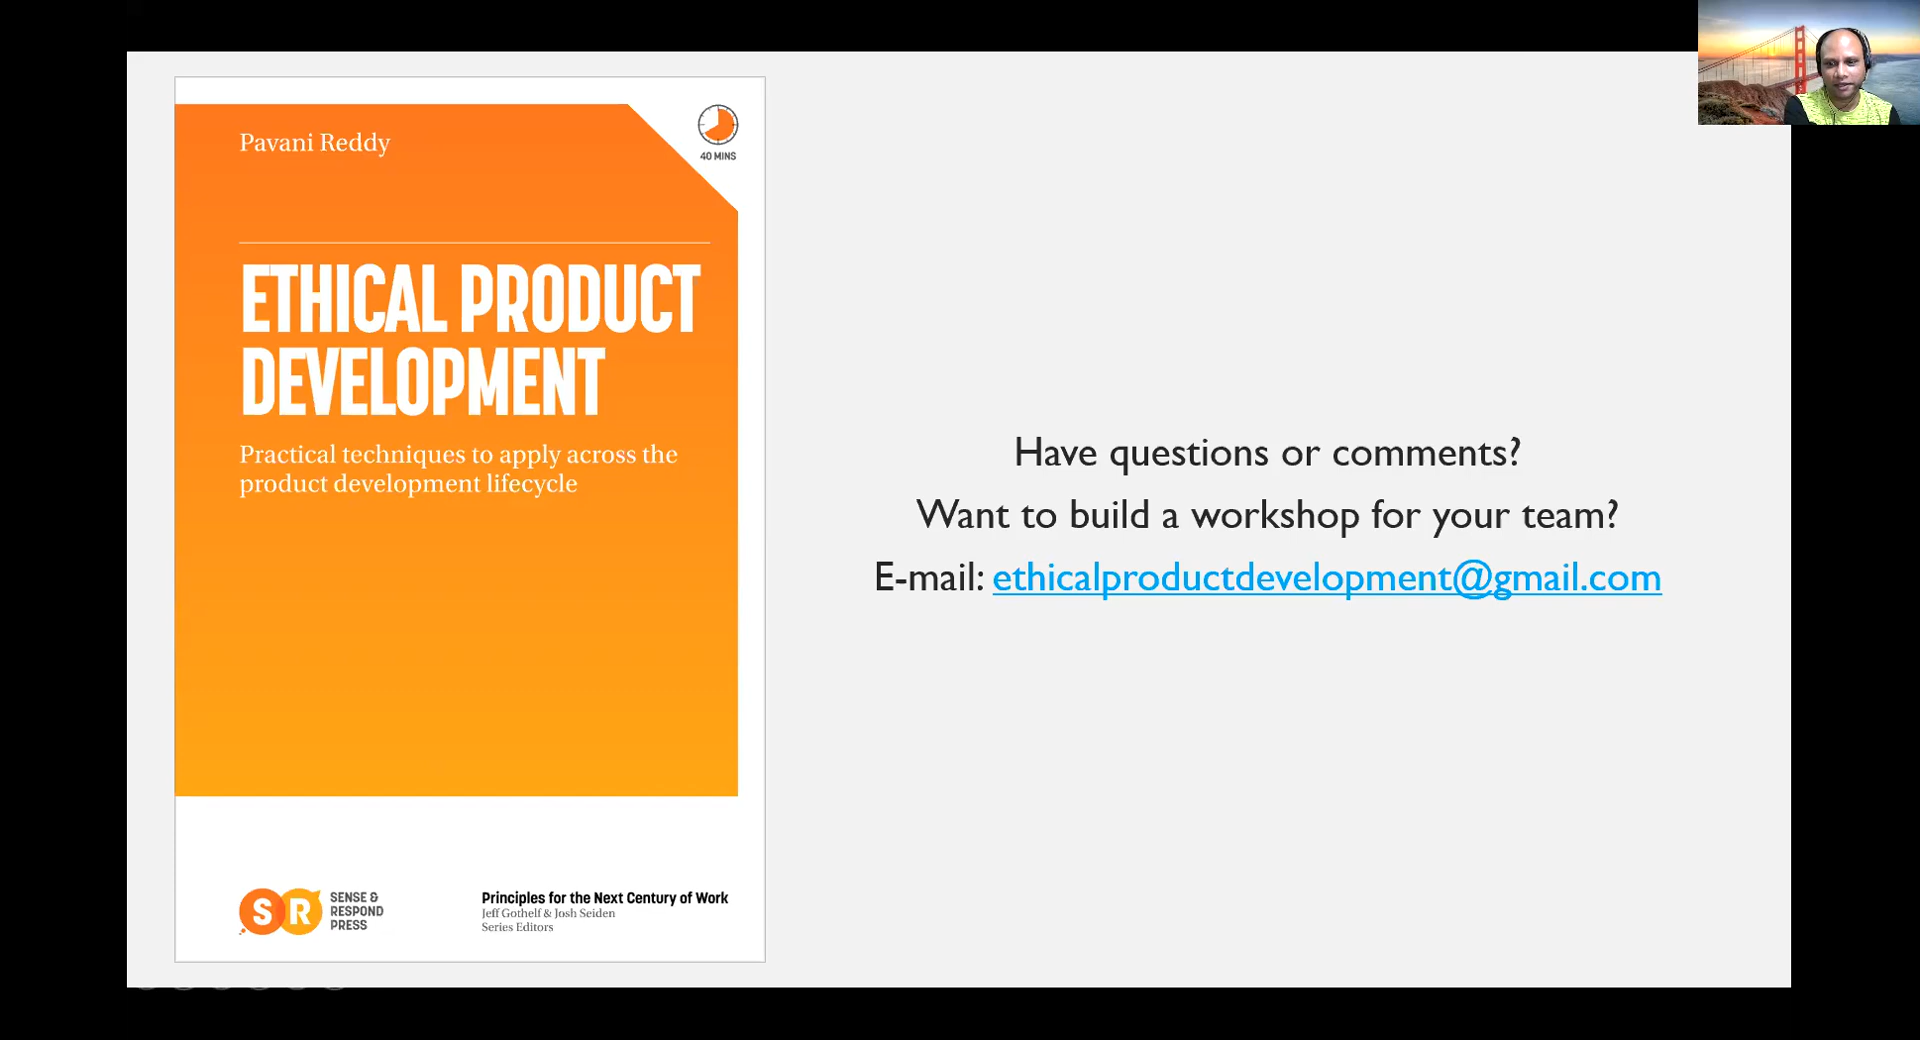 Pavani Reddy
40 MINS
ETHICAL PRODUCT
DEVELOPMENT
Practical techniques to apply across the
product development lifecycle
SR
SENSE &
RESPOND
PRESS
Principles for the Next Century of Work
Jeff Gothelf & Josh Seiden
Series Editors
Have questions or comments?
Want to build a workshop for your team?
E-mail: ethicalproductdevelopment@gmail.com